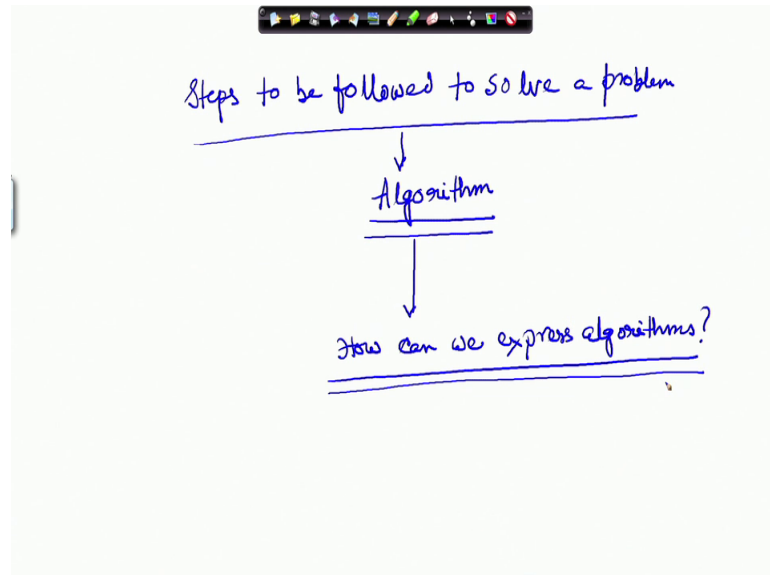 Steps to be followed to solve a problem
Algorithm
How can we express algorithms?